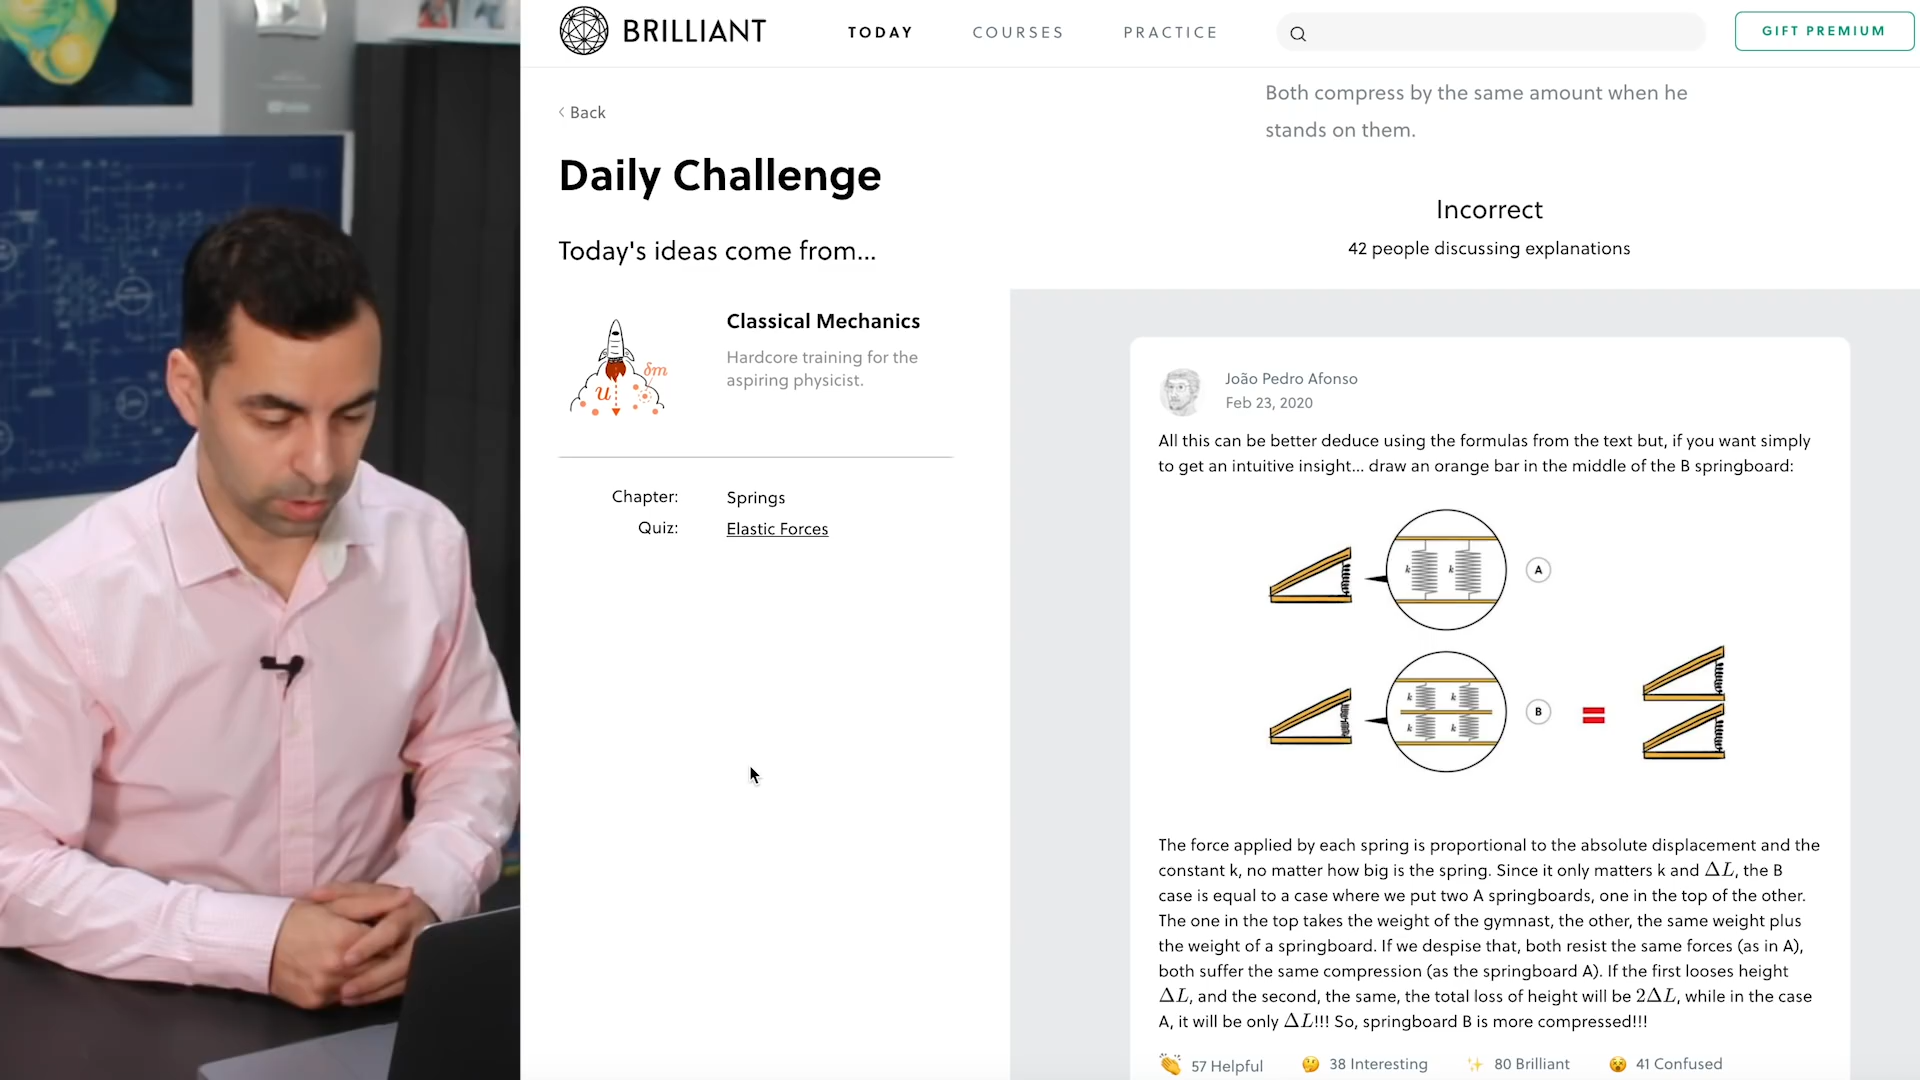 BRILLIANT
TODAY
COURSES
PRACTICE
GIFT PREMIUM
‹ Back
Daily Challenge
Today's ideas come from...
δm
u
Classical Mechanics
Hardcore training for the
aspiring physicist.
Chapter:
Springs
Quiz:
Elastic Forces
Both compress by the same amount when he
stands on them.
Incorrect
42 people discussing explanations
João Pedro Afonso
Feb 23, 2020
All this can be better deduce using the formulas from the text but, if you want simply
to get an intuitive insight... draw an orange bar in the middle of the B springboard:
k k
A
k k
k k
B
=
The force applied by each spring is proportional to the absolute displacement and the
constant k, no matter how big is the spring. Since it only matters k and ΔL, the B
case is equal to a case where we put two A springboards, one in the top of the other.
The one in the top takes the weight of the gymnast, the other, the same weight plus
the weight of a springboard. If we despise that, both resist the same forces (as in A),
both suffer the same compression (as the springboard A). If the first looses height
ΔL, and the second, the same, the total loss of height will be 2ΔL, while in the case
A, it will be only ΔL!!! So, springboard B is more compressed!!!
57 Helpful
38 Interesting
80 Brilliant
41 Confused